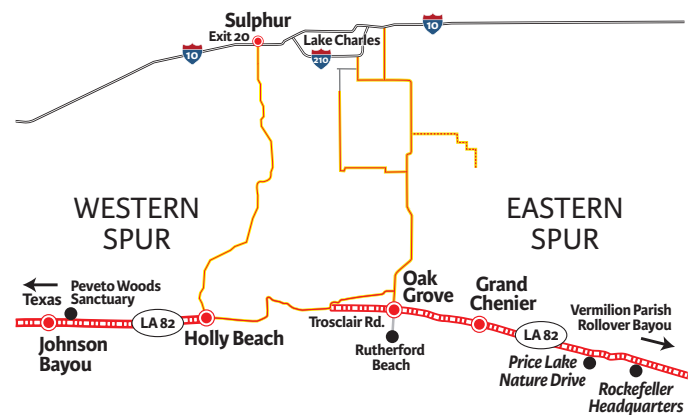 Sulphur
Exit 20
Lake Charles
10
10
10
210
WESTERN
SPUR
EASTERN
SPUR
Texas
Peveto Woods
Sanctuary
LA 82
Johnson
Bayou
Holly Beach
Trosclair Rd.
Oak
Grove
Rutherford
Beach
Grand
Chenier
LA 82
Vermilion Parish
Rollover Bayou
Price Lake
Nature Drive
Rockefeller
Headquarters